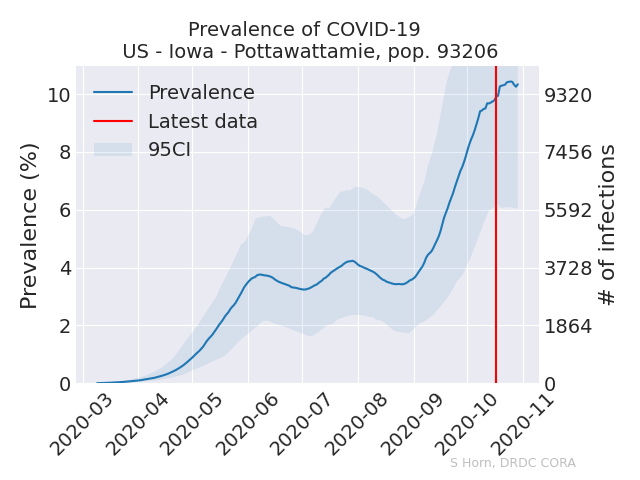 Prevalence of COVID-19
US - Iowa - Pottawattamie, pop. 93206
Prevalence
Latest data
95CI
Prevalence (%)
10
8
6
4
2
0
9320
7456
5592
3728
1864
0
# of infections
2020-03
2020-04
2020-05
2020-06
2020-07
2020-08
2020-09
2020-10
2020-11
S Horn, DRDC CORA